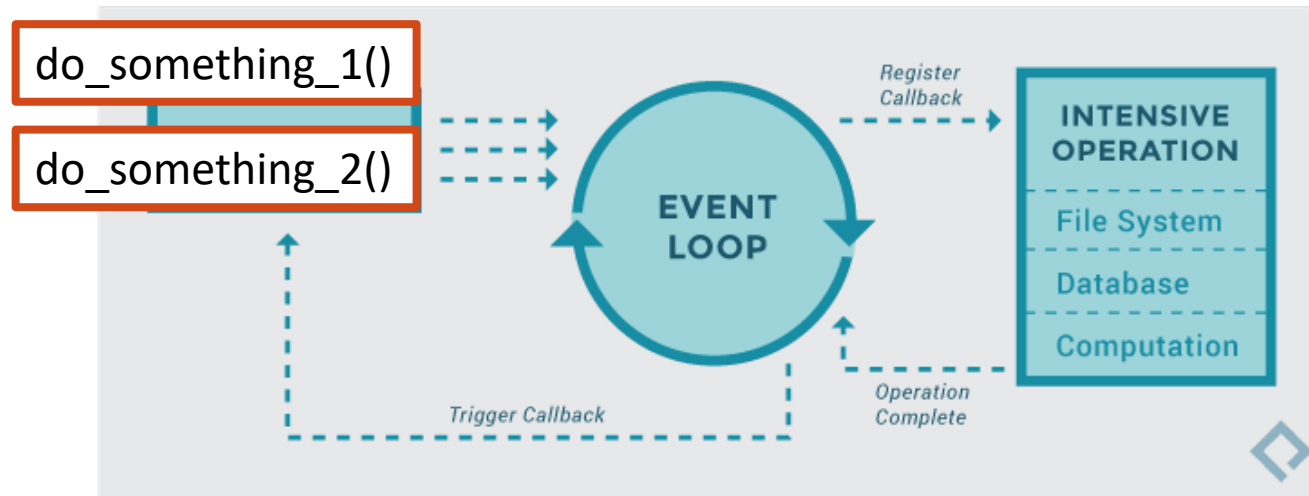 do_something_1()
do_something_2()
EVENT
LOOP
Register
Callback
INTENSIVE
OPERATION
File System
Database
Computation
Operation
Complete
Trigger Callback